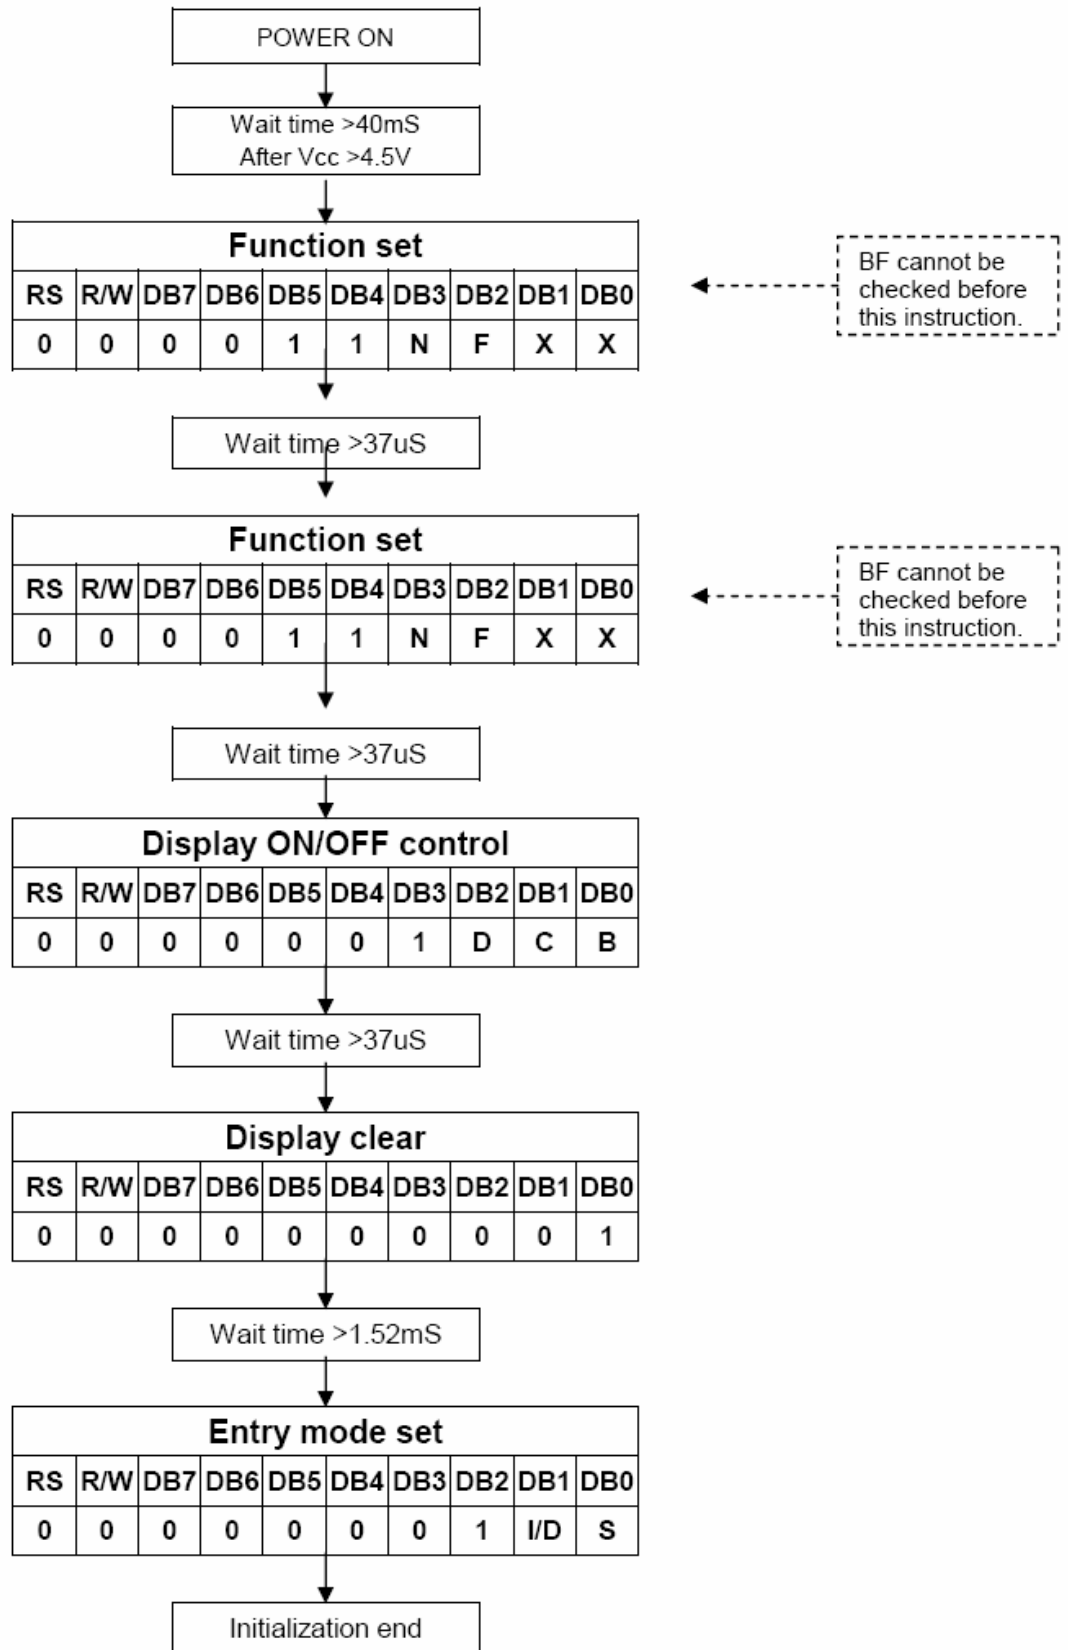 POWER ON
Wait time >40mS
After Vcc >4.5V
Function set
RS R/W DB7 DB6 DB5 DB4 DB3 DB2 DB1 DB0
0 0 0 0 1 1 N F X X
BF cannot be
checked before
this instruction.
Wait time >37uS
Function set
RS R/W DB7 DB6 DB5 DB4 DB3 DB2 DB1 DB0
0 0 0 0 1 1 N F X X
BF cannot be
checked before
this instruction.
Wait time >37uS
Display ON/OFF control
RS R/W DB7 DB6 DB5 DB4 DB3 DB2 DB1 DB0
0 0 0 0 0 0 1 D C B
Wait time >37uS
Display clear
RS R/W DB7 DB6 DB5 DB4 DB3 DB2 DB1 DB0
0 0 0 0 0 0 0 0 0 1
Wait time >1.52mS
Entry mode set
RS R/W DB7 DB6 DB5 DB4 DB3 DB2 DB1 DB0
0 0 0 0 0 0 0 1 I/D S
Initialization end